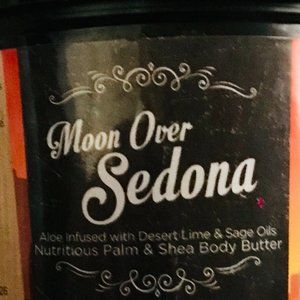 Moon Over
Sedona
Aloe Infused with Desert Lime & Sage Oils
Nutritious Palm & Shea Body Butter